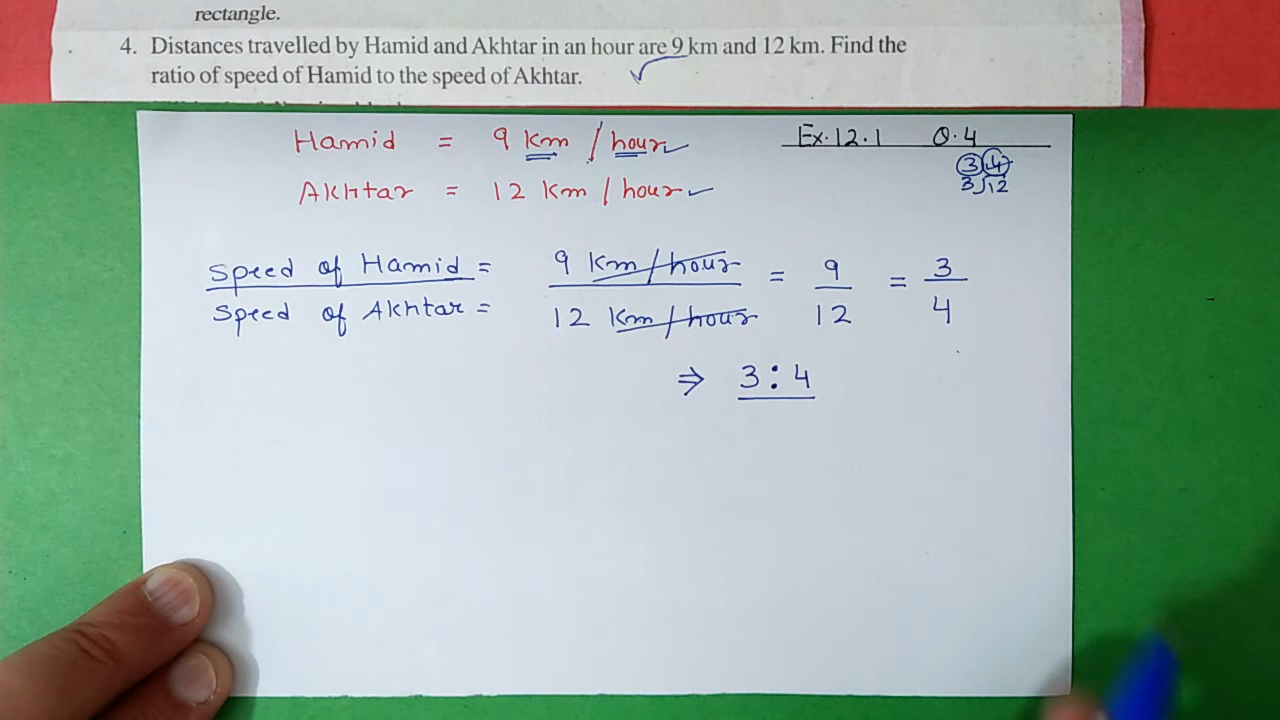 rectangle.
4. Distances travelled by Hamid and Akhtar in an hour are 9 km and 12 km. Find the
ratio of speed of Hamid to the speed of Akhtar.
Ex.12.1 Q.4
Hamid = 9 km / hour
3 4
3 12
Akhtar = 12 km / hour
Speed of Hamid = 9 km/hour = 9 = 3
Speed of Akhtar = 12 km/hour 12 4
⇒ 3:4